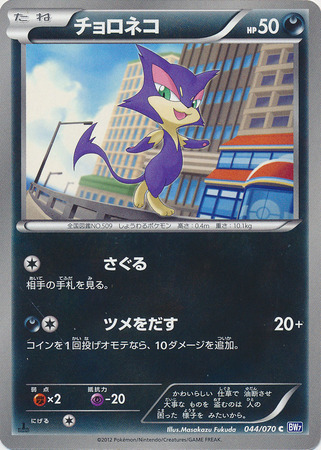 たね チョロネコ HP50
全国図鑑NO.509 しょうわるポケモン 高さ：0.4m 重さ：10.1kg
さぐる
相手の手札を見る。
ツメをだす 20+
コインを1回投げオモテなら、10ダメージを追加。
弱点 ×2 抵抗力 -20
にげる
かわいらしい 仕草で 油断させ
大事な ものを 盗むのは 人の
困った 様子を みたいから。
Illus.Masakazu Fukuda 044/070 C BW7
©2012 Pokémon/Nintendo/Creatures/GAME FREAK.